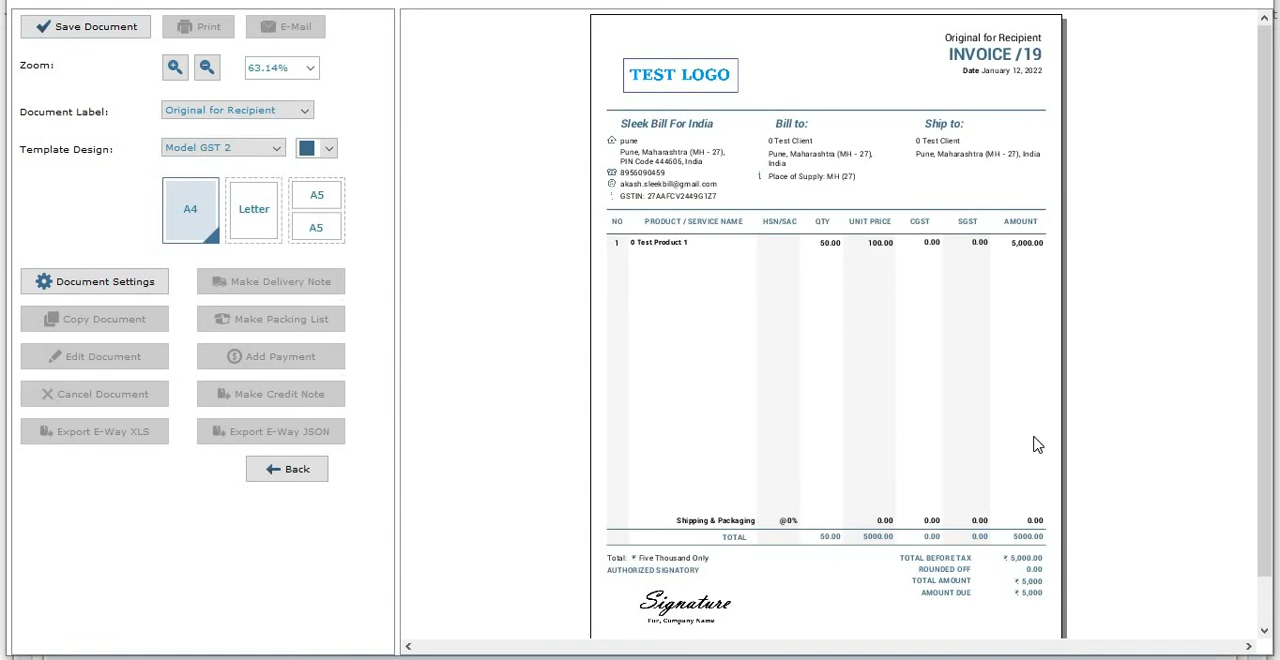 Save Document
Print
E-Mail
Zoom:
63.14%
Document Label:
Original for Recipient
Template Design:
Model GST 2
A4
Letter
A5
A5
Document Settings
Make Delivery Note
Copy Document
Make Packing List
Edit Document
Add Payment
Cancel Document
Make Credit Note
Export E-Way XLS
Export E-Way JSON
Back
Original for Recipient
INVOICE /19
Date January 12, 2022
TEST LOGO
Sleek Bill For India
pune
Pune, Maharashtra (MH - 27),
PIN Code 444606, India
8956090459
akash.sleekbill@gmail.com
GSTIN: 27AAFCV2449G1Z7
Bill to:
0 Test Client
Pune, Maharashtra (MH - 27),
India
Place of Supply: MH (27)
Ship to:
0 Test Client
Pune, Maharashtra (MH - 27), India
NO PRODUCT / SERVICE NAME HSN/SAC QTY UNIT PRICE CGST SGST AMOUNT
1 0 Test Product 1 50.00 100.00 0.00 0.00 5,000.00
Shipping & Packaging @0% 0.00 0.00 0.00 0.00
TOTAL 50.00 5000.00 0.00 0.00 5000.00
Total: ₹ Five Thousand Only
AUTHORIZED SIGNATORY
Signature
For, Company Name
TOTAL BEFORE TAX ₹ 5,000.00
ROUNDED OFF 0.00
TOTAL AMOUNT ₹ 5,000
AMOUNT DUE ₹ 5,000